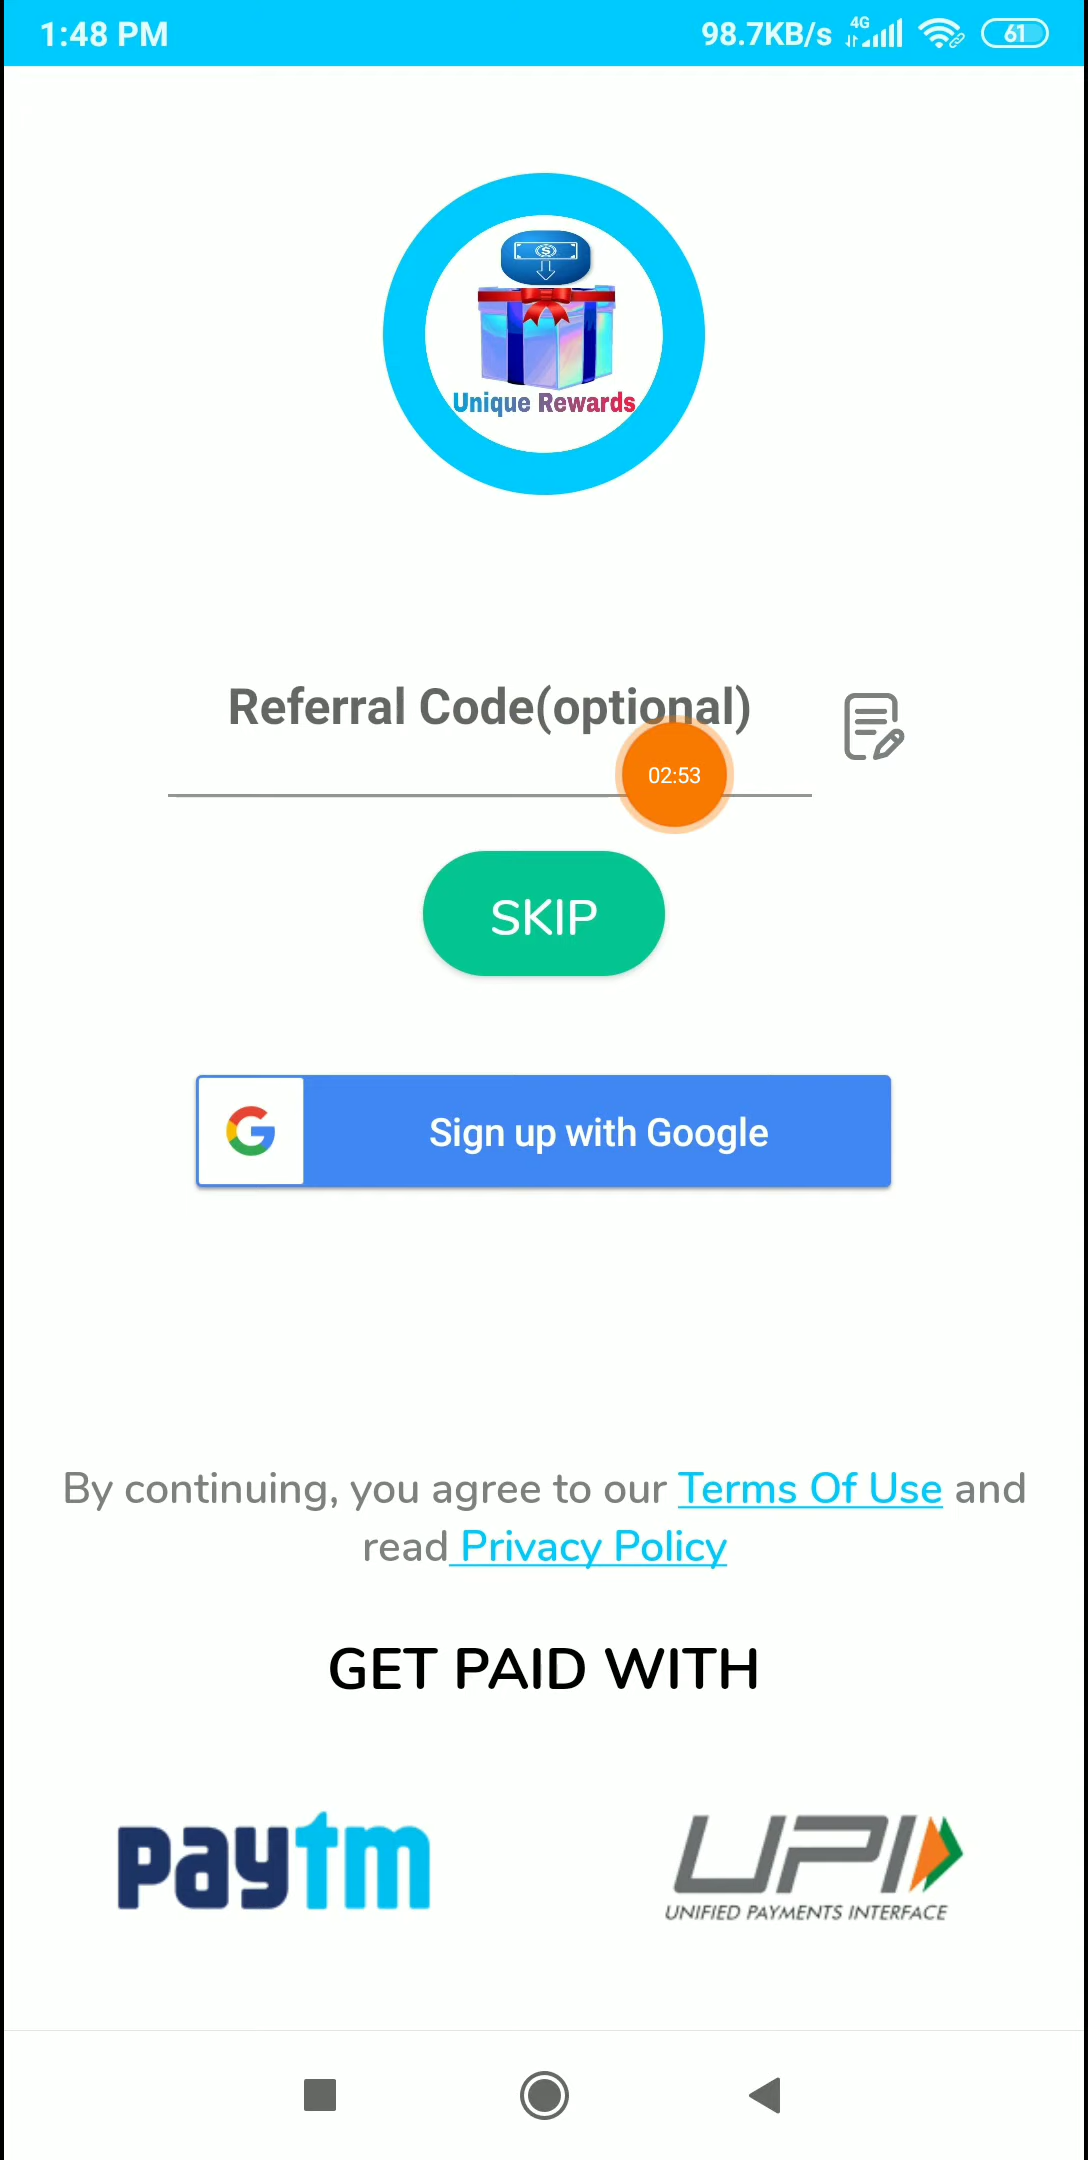 1:48 PM
98.7KB/s 4G 61
Unique Rewards
Referral Code(optional)
02:53
SKIP
G Sign up with Google
By continuing, you agree to our Terms Of Use and
read Privacy Policy
GET PAID WITH
paytm
UPI
UNIFIED PAYMENTS INTERFACE